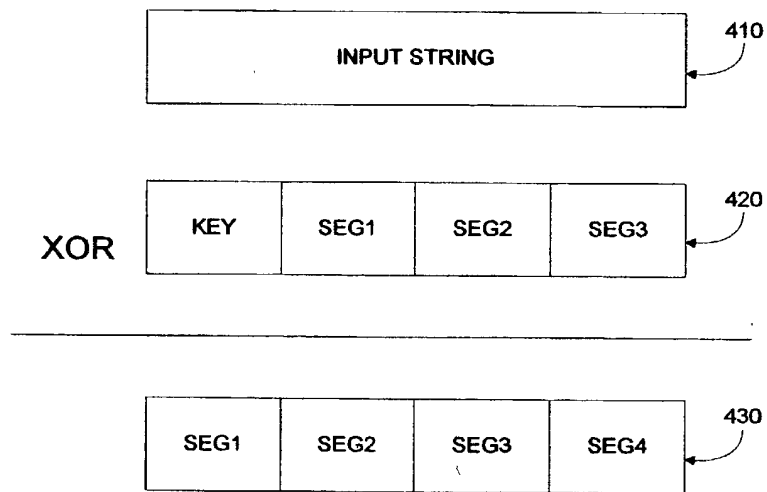 410
INPUT STRING
420
KEY SEG1 SEG2 SEG3
XOR
430
SEG1 SEG2 SEG3 SEG4